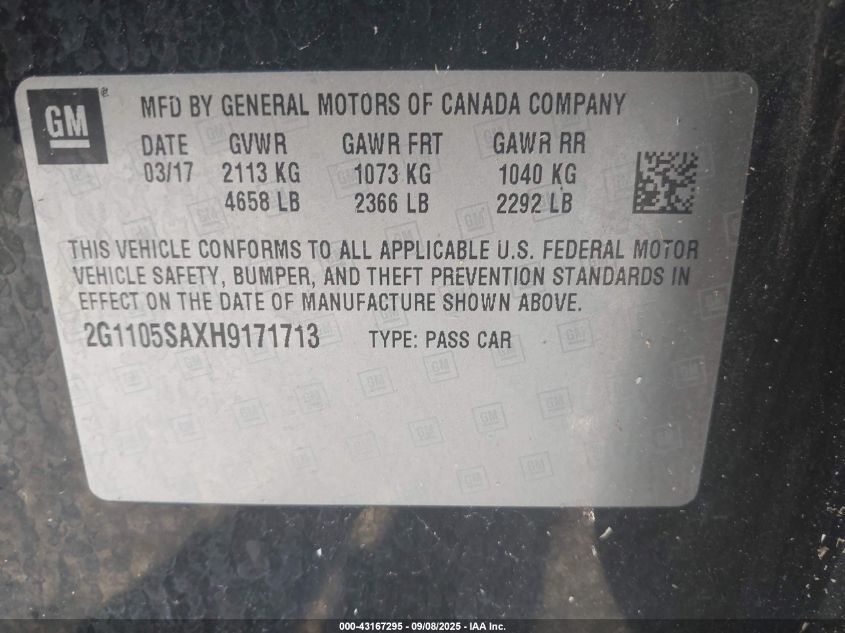 GM
MFD BY GENERAL MOTORS OF CANADA COMPANY
DATE GVWR GAWR FRT GAWR RR
03/17 2113 KG 1073 KG 1040 KG
4658 LB 2366 LB 2292 LB
THIS VEHICLE CONFORMS TO ALL APPLICABLE U.S. FEDERAL MOTOR
VEHICLE SAFETY, BUMPER, AND THEFT PREVENTION STANDARDS IN
EFFECT ON THE DATE OF MANUFACTURE SHOWN ABOVE.
2G1105SAXH9171713 TYPE: PASS CAR
000-43167295 - 09/08/2025 - IAA Inc.